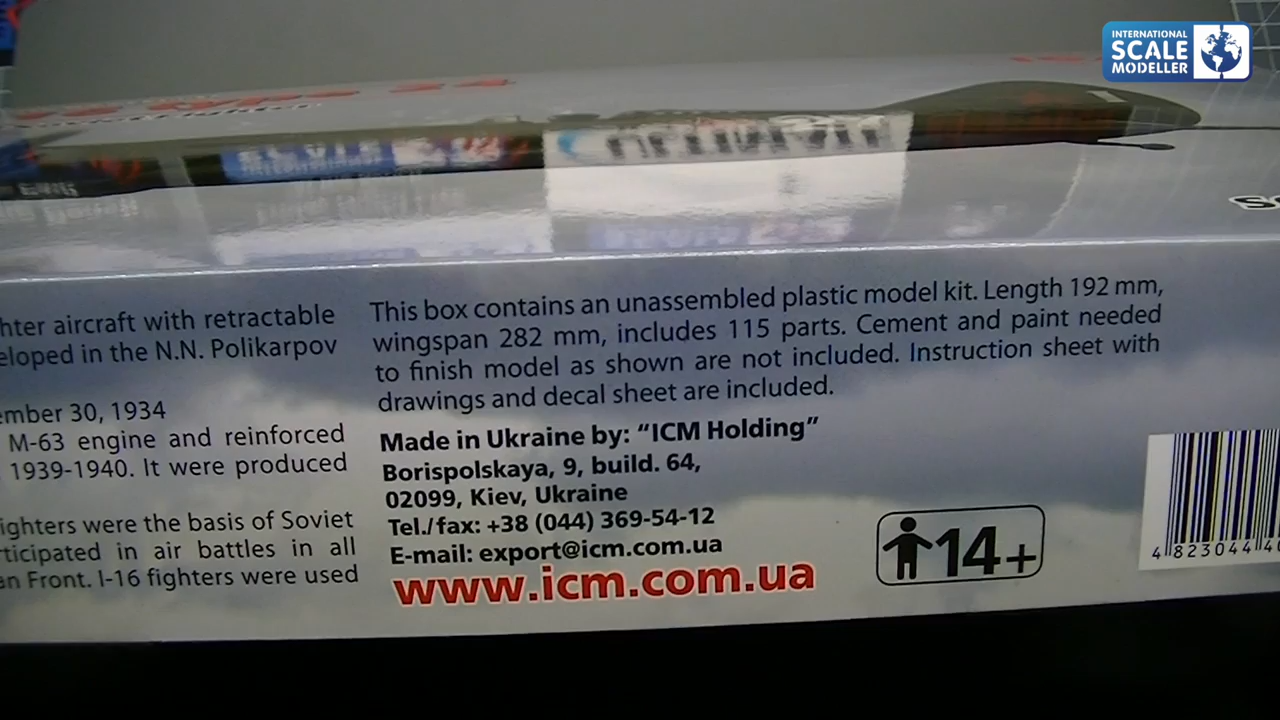 INTERNATIONAL
SCALE
MODELLER
hter aircraft with retractable
eloped in the N.N. Polikarpov
ember 30, 1934
M-63 engine and reinforced
1939-1940. It were produced
ighters were the basis of Soviet
rticipated in air battles in all
an Front. I-16 fighters were used
This box contains an unassembled plastic model kit. Length 192 mm,
wingspan 282 mm, includes 115 parts. Cement and paint needed
to finish model as shown are not included. Instruction sheet with
drawings and decal sheet are included.
Made in Ukraine by: “ICM Holding”
Borispolskaya, 9, build. 64,
02099, Kiev, Ukraine
Tel./fax: +38 (044) 369-54-12
E-mail: export@icm.com.ua
www.icm.com.ua
14+
4 823044 40